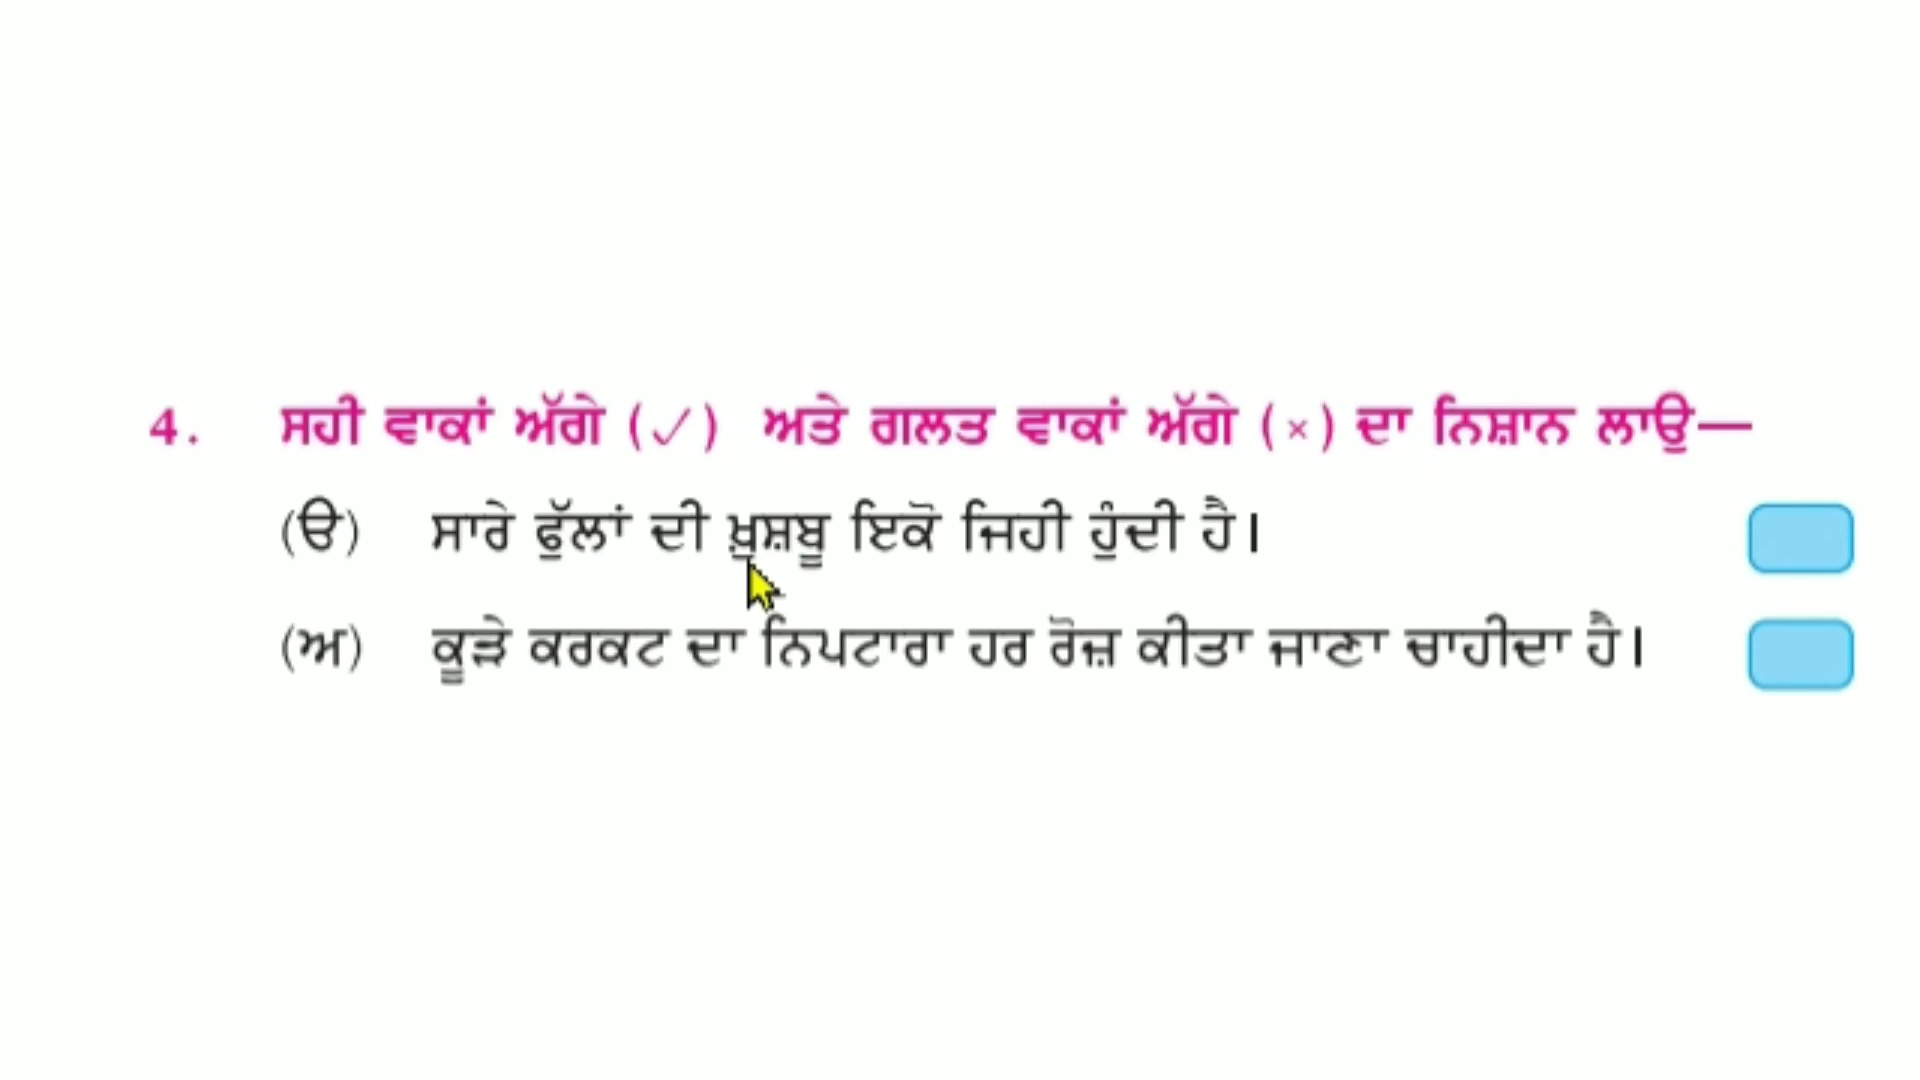 4. ਸਹੀ ਵਾਕਾਂ ਅੱਗੇ (✓) ਅਤੇ ਗਲਤ ਵਾਕਾਂ ਅੱਗੇ (×) ਦਾ ਨਿਸ਼ਾਨ ਲਾਉ—
(ੳ) ਸਾਰੇ ਫੁੱਲਾਂ ਦੀ ਖ਼ੁਸ਼ਬੂ ਇਕੋ ਜਿਹੀ ਹੁੰਦੀ ਹੈ।
(ਅ) ਕੂੜੇ ਕਰਕਟ ਦਾ ਨਿਪਟਾਰਾ ਹਰ ਰੋਜ਼ ਕੀਤਾ ਜਾਣਾ ਚਾਹੀਦਾ ਹੈ।